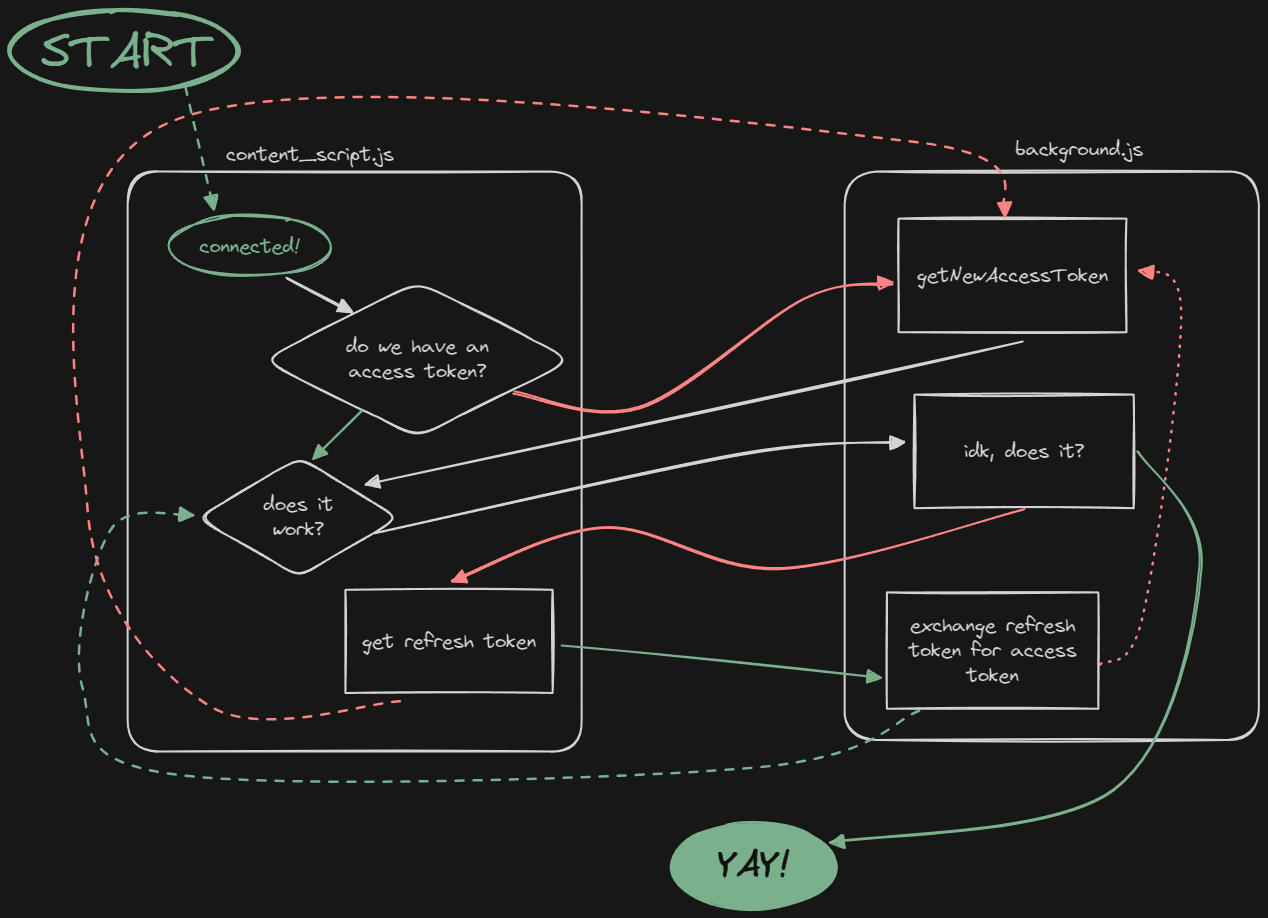 START
content_script.js
background.js
connected!
getNewAccessToken
do we have an
access token?
idk, does it?
does it
work?
get refresh token
exchange refresh
token for access
token
YAY!